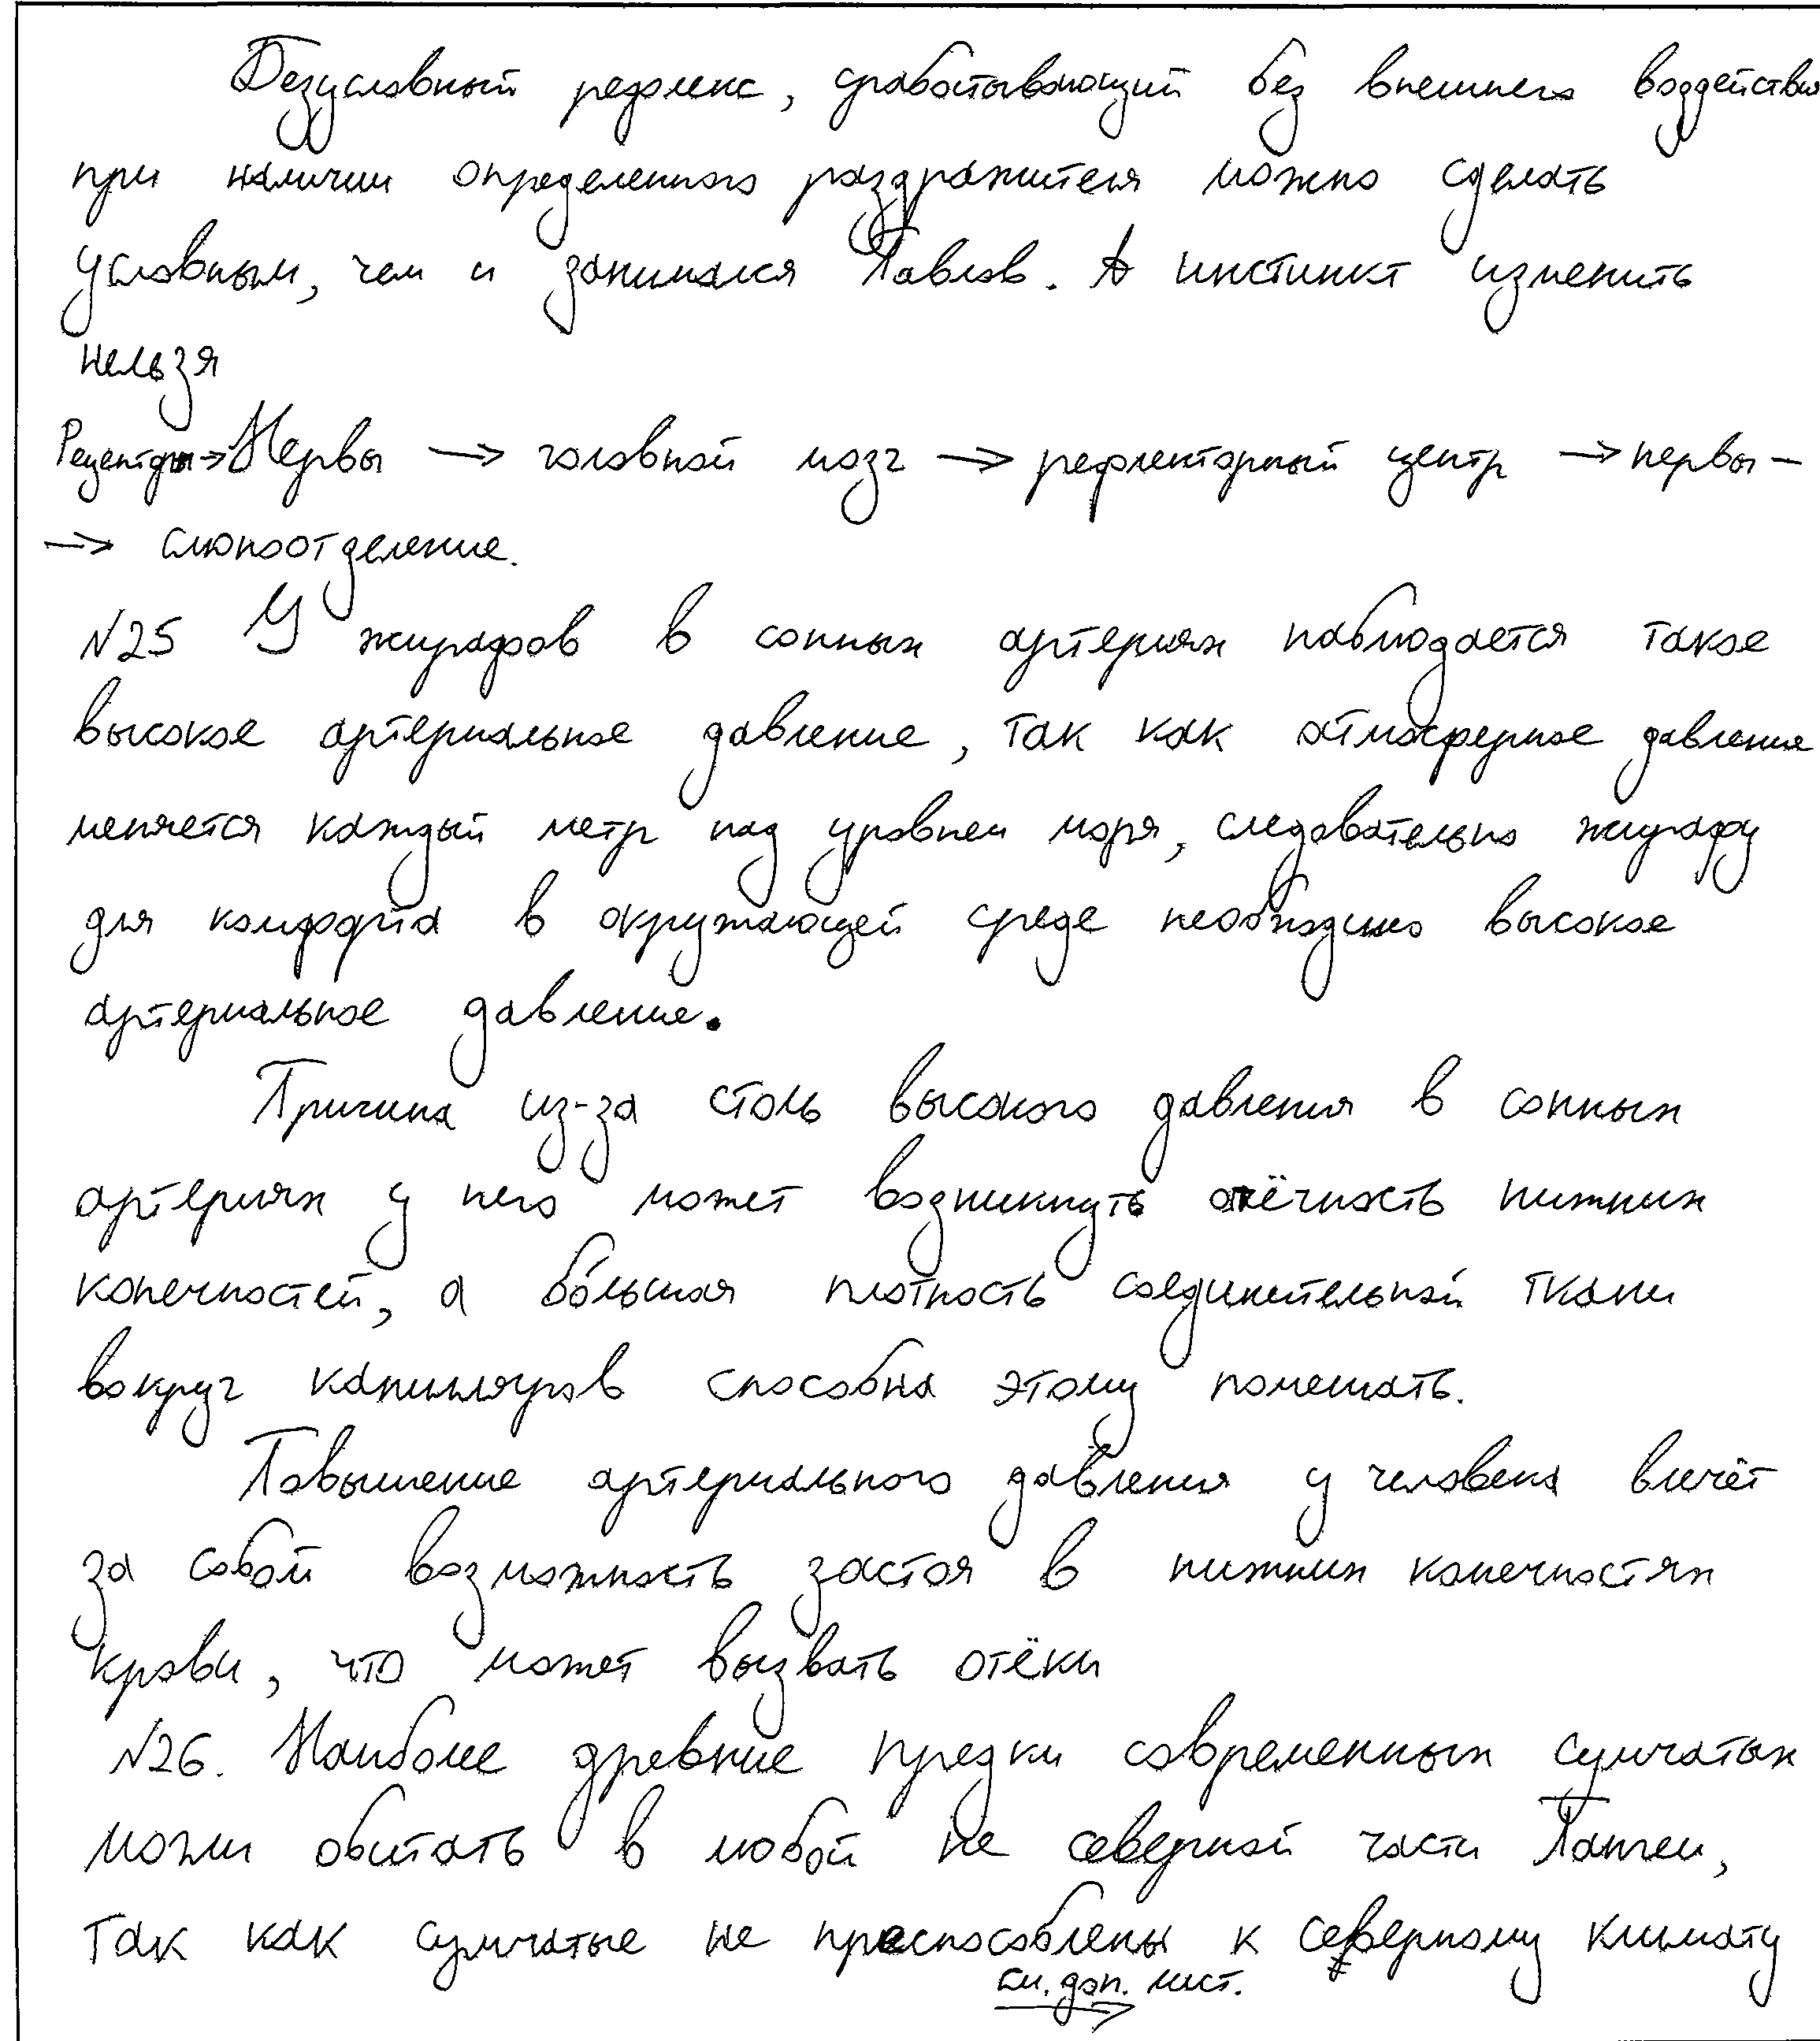 Безусловный рефлекс, срабатывающий без внешнего воздействия
при наличии определенного раздражителя можно сделать
условным, чем и занимался Павлов. А инстинкт изменить
нельзя
Рецепторы → Нервы → головной мозг → рефлекторный центр → нервы –
→ слюноотделение.
№25 У жирафов в сонных артериях наблюдается такое
высокое артериальное давление, так как атмосферное давление
меняется каждый метр над уровнем моря, следовательно жирафу
для комфорта в окружающей среде необходимо высокое
артериальное давление.
Причина из-за столь высокого давления в сонных
артериях у него может возникнуть отёчность нижних
конечностей, а бо́льшая плотность соединительной ткани
вокруг капилляров способна этому помешать.
Повышение артериального давления у человека влечёт
за собой возможность застоя в нижних конечностях
крови, что может вызвать отёки
№26. Наиболее древние предки современных сумчатых
могли обитать в любой не северной части Пангеи,
так как сумчатые не приспособлены к северному климату
см. доп. лист.